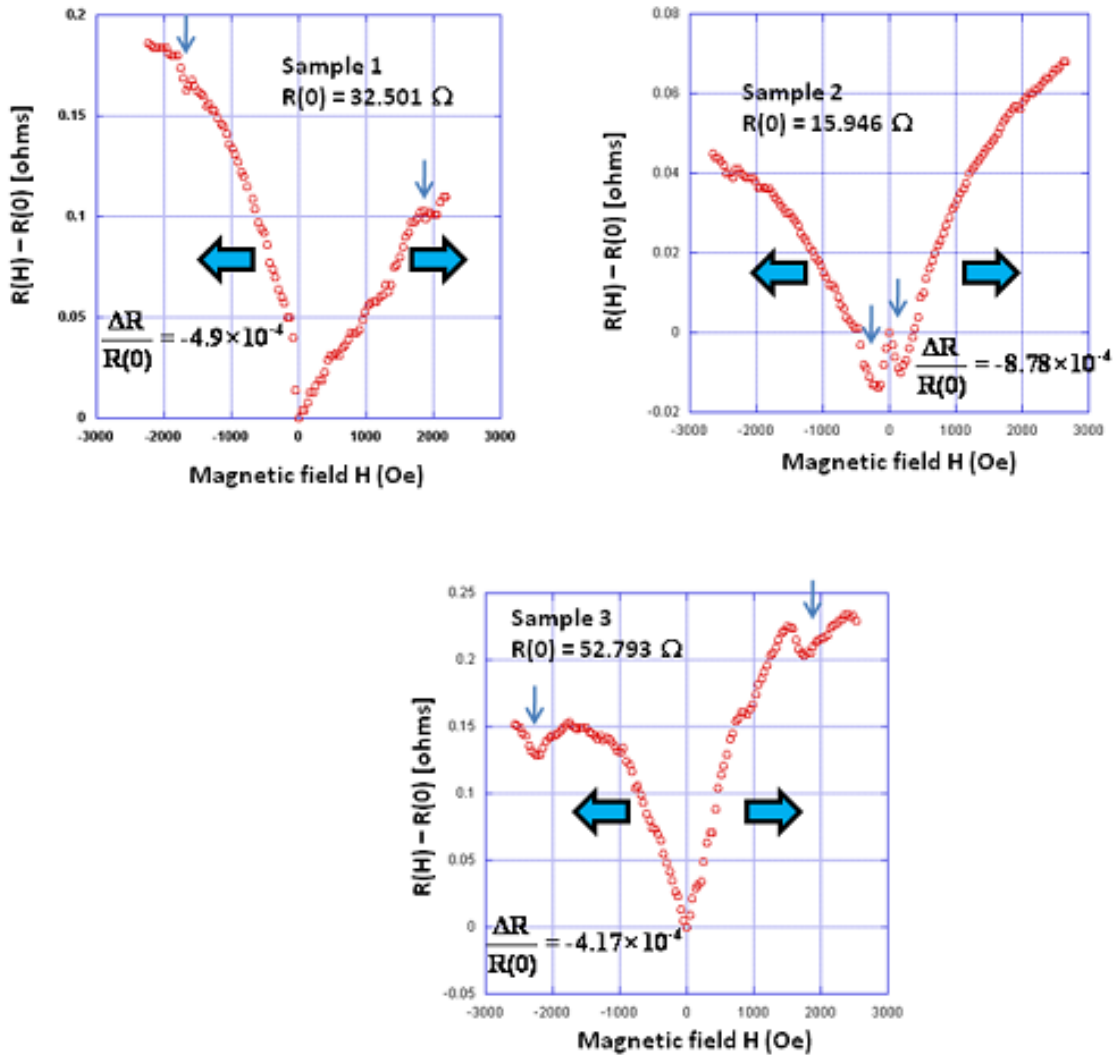 0.2
0.15
0.1
0.05
0
-3000 -2000 -1000 0 1000 2000 3000
R(H) – R(0) [ohms]
Magnetic field H (Oe)
Sample 1
R(0) = 32.501 Ω
ΔR
R(0) = -4.9×10⁻⁴
0.08
0.06
0.04
0.02
0
-0.02
-3000 -2000 -1000 0 1000 2000 3000
R(H) – R(0) [ohms]
Magnetic field H (Oe)
Sample 2
R(0) = 15.946 Ω
ΔR
R(0) = -8.78×10⁻⁴
0.25
0.2
0.15
0.1
0.05
0
-0.05
-3000 -2000 -1000 0 1000 2000 3000
R(H) – R(0) [ohms]
Magnetic field H (Oe)
Sample 3
R(0) = 52.793 Ω
ΔR
R(0) = -4.17×10⁻⁴